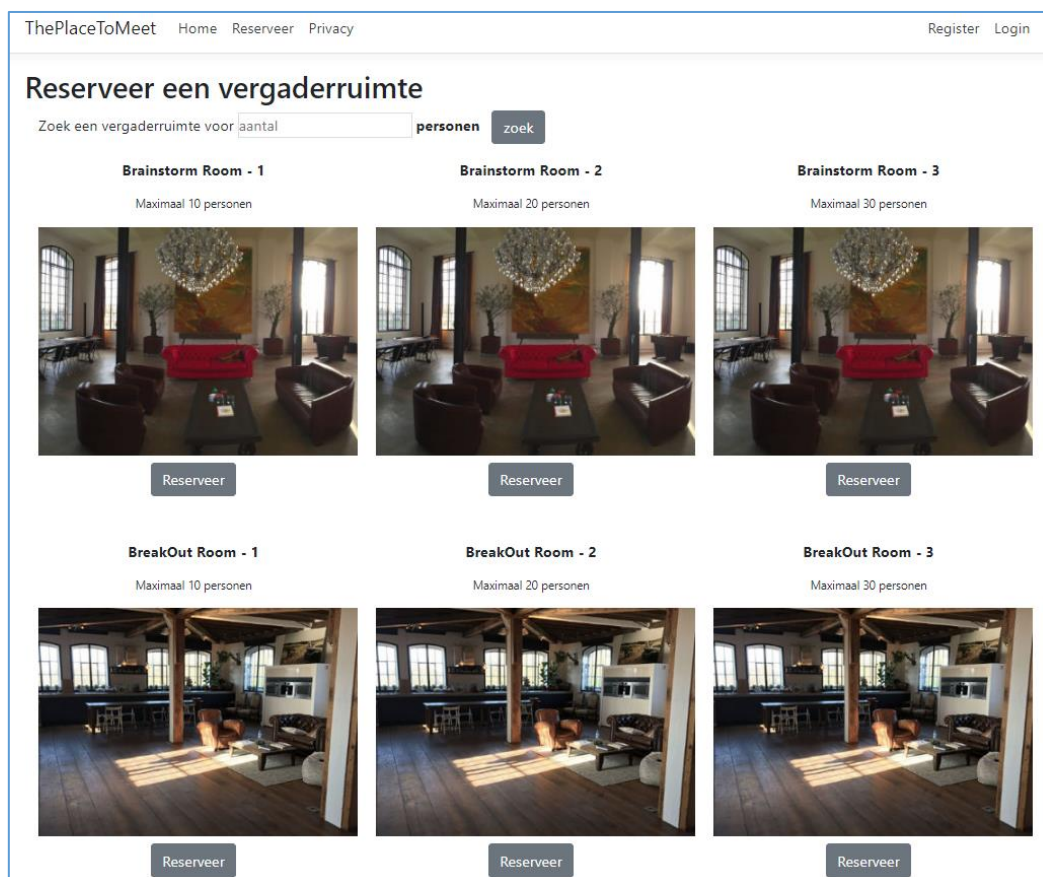 ThePlaceToMeet Home Reserveer Privacy Register Login
Reserveer een vergaderruimte
Zoek een vergaderruimte voor aantal personen zoek
Brainstorm Room - 1 Brainstorm Room - 2 Brainstorm Room - 3
Maximaal 10 personen Maximaal 20 personen Maximaal 30 personen
Reserveer Reserveer Reserveer
BreakOut Room - 1 BreakOut Room - 2 BreakOut Room - 3
Maximaal 10 personen Maximaal 20 personen Maximaal 30 personen
Reserveer Reserveer Reserveer